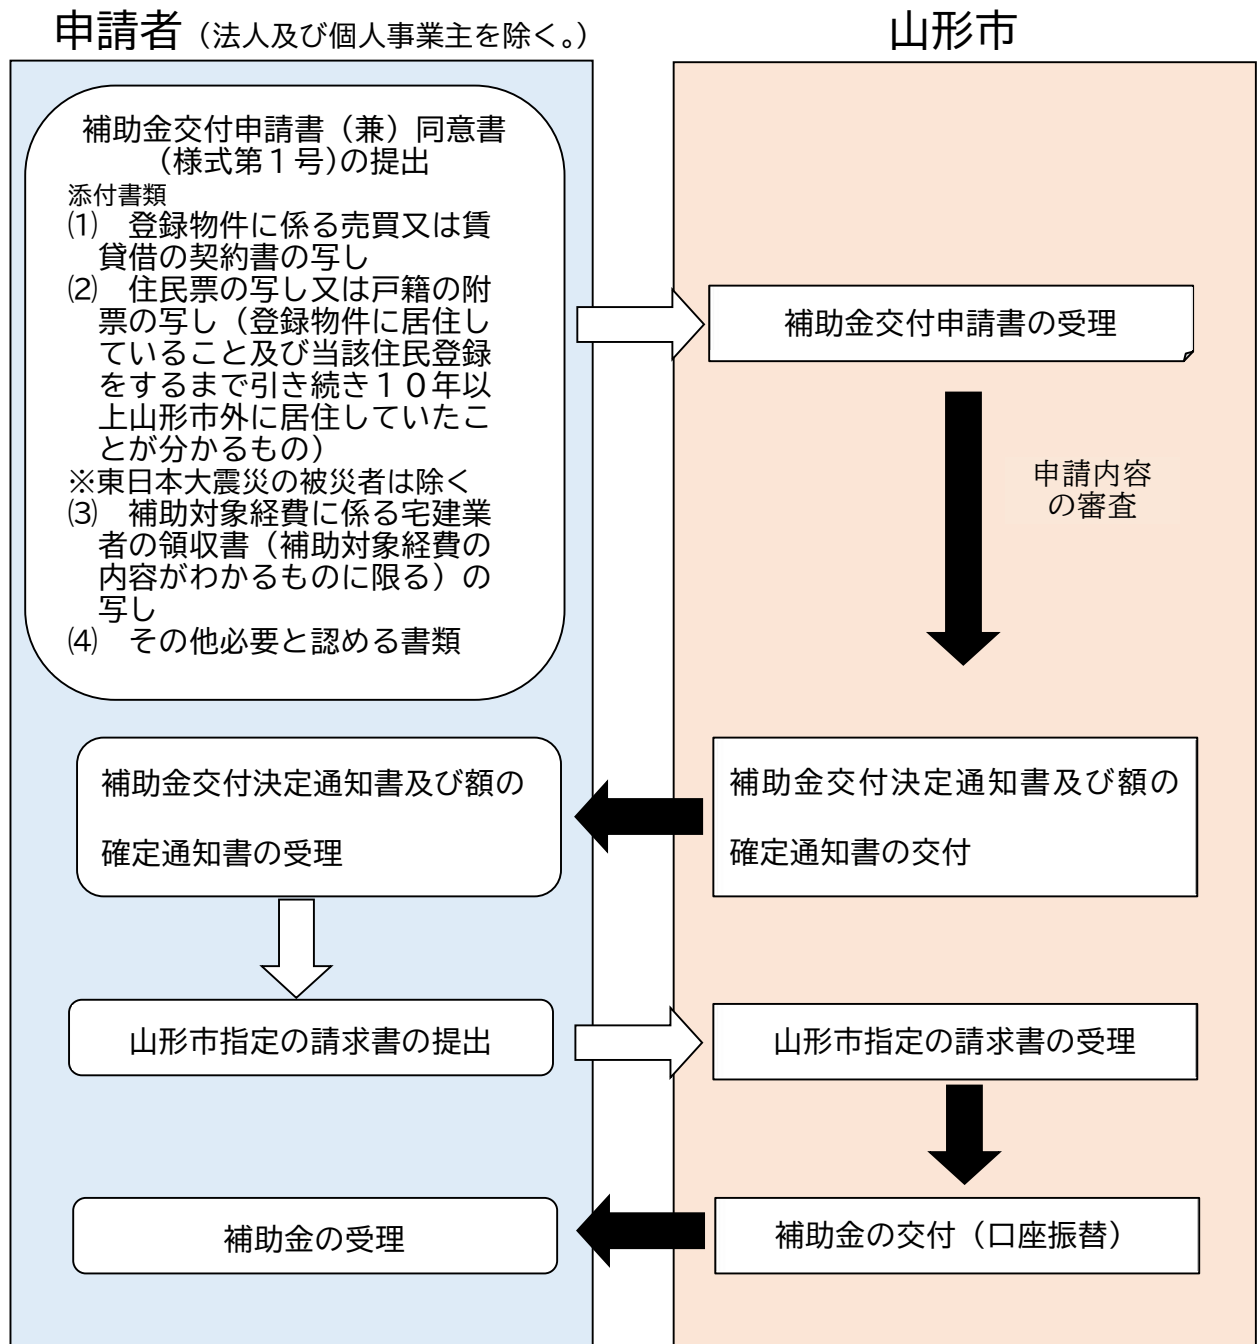 申請者（法人及び個人事業主を除く。）
山形市
補助金交付申請書（兼）同意書
（様式第１号）の提出
添付書類
⑴　登録物件に係る売買又は賃
貸借の契約書の写し
⑵　住民票の写し又は戸籍の附
票の写し（登録物件に居住し
ていること及び当該住民登録
をするまで引き続き１０年以
上山形市外に居住していたこ
とが分かるもの）
※東日本大震災の被災者は除く
⑶　補助対象経費に係る宅建業
者の領収書（補助対象経費の
内容がわかるものに限る）の
写し
⑷　その他必要と認める書類
補助金交付申請書の受理
申請内容
の審査
補助金交付決定通知書及び額の
確定通知書の交付
補助金交付決定通知書及び額の
確定通知書の受理
山形市指定の請求書の提出
山形市指定の請求書の受理
補助金の交付（口座振替）
補助金の受理